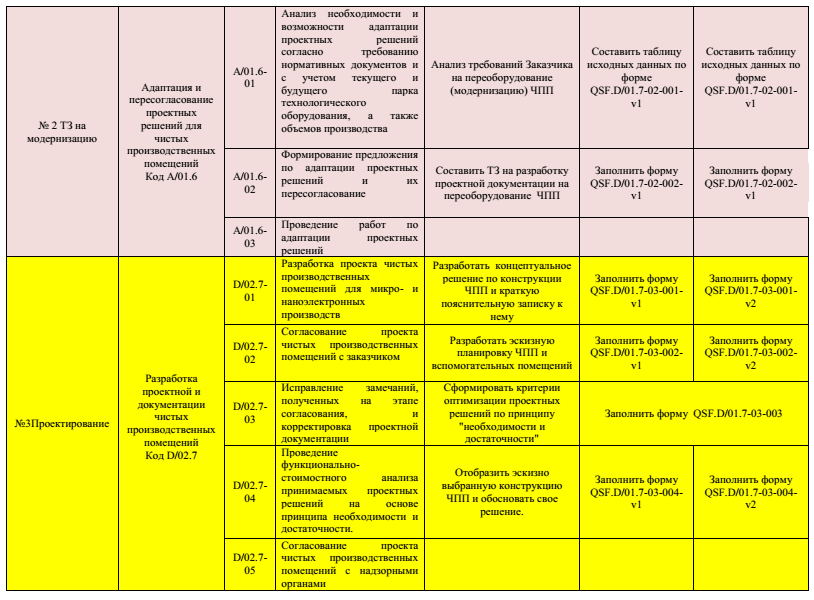 № 2 ТЗ на
модернизацию
Адаптация и
пересогласование
проектных
решений для
чистых
производственных
помещений
Код А/01.6
А/01.6-
01
Анализ необходимости и
возможности адаптации
проектных решений
согласно требованию
нормативных документов и
с учетом текущего и
будущего парка
технологического
оборудования, а также
объемов производства
Анализ требований Заказчика
на переоборудование
(модернизацию) ЧПП
Составить таблицу
исходных данных по
форме
QSF.D/01.7-02-001-
v1
Составить таблицу
исходных данных по
форме
QSF.D/01.7-02-001-
v1
А/01.6-
02
Формирование предложения
по адаптации проектных
решений и их
пересогласование
Составить ТЗ на разработку
проектной документации на
переоборудование ЧПП
Заполнить форму
QSF.D/01.7-02-002-
v1
Заполнить форму
QSF.D/01.7-02-002-
v1
А/01.6-
03
Проведение работ по
адаптации проектных
решений
№3Проектирование
Разработка
проектной и
документации
чистых
производственных
помещений
Код D/02.7
D/02.7-
01
Разработка проекта чистых
производственных
помещений для микро- и
наноэлектронных
производств
Разработать концептуальное
решение по конструкции
ЧПП и краткую
пояснительную записку к
нему
Заполнить форму
QSF.D/01.7-03-001-
v1
Заполнить форму
QSF.D/01.7-03-001-
v2
D/02.7-
02
Согласование проекта
чистых производственных
помещений с заказчиком
Разработать эскизную
планировку ЧПП и
вспомогательных помещений
Заполнить форму
QSF.D/01.7-03-002-
v1
Заполнить форму
QSF.D/01.7-03-002-
v2
D/02.7-
03
Исправление замечаний,
полученных на этапе
согласования, и
корректировка проектной
документации
Сформировать критерии
оптимизации проектных
решений по принципу
"необходимости и
достаточности"
Заполнить форму QSF.D/01.7-03-003
D/02.7-
04
Проведение
функционально-
стоимостного анализа
принимаемых проектных
решений на основе
принципа необходимости и
достаточности.
Отобразить эскизно
выбранную конструкцию
ЧПП и обосновать свое
решение.
Заполнить форму
QSF.D/01.7-03-004-
v1
Заполнить форму
QSF.D/01.7-03-004-
v2
D/02.7-
05
Согласование проекта
чистых производственных
помещений с надзорными
органами